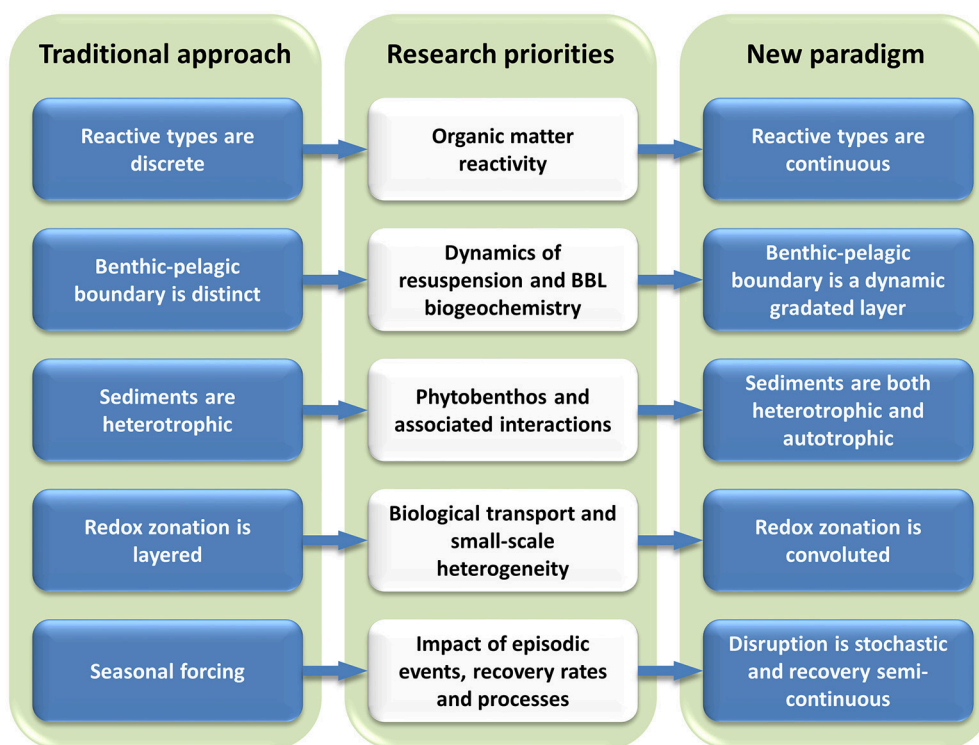 Traditional approach
Research priorities
New paradigm
Reactive types are
discrete
Organic matter
reactivity
Reactive types are
continuous
Benthic-pelagic
boundary is distinct
Dynamics of
resuspension and BBL
biogeochemistry
Benthic-pelagic
boundary is a dynamic
gradated layer
Sediments are
heterotrophic
Phytobenthos and
associated interactions
Sediments are both
heterotrophic and
autotrophic
Redox zonation is
layered
Biological transport and
small-scale
heterogeneity
Redox zonation is
convoluted
Seasonal forcing
Impact of episodic
events, recovery rates
and processes
Disruption is stochastic
and recovery semi-
continuous